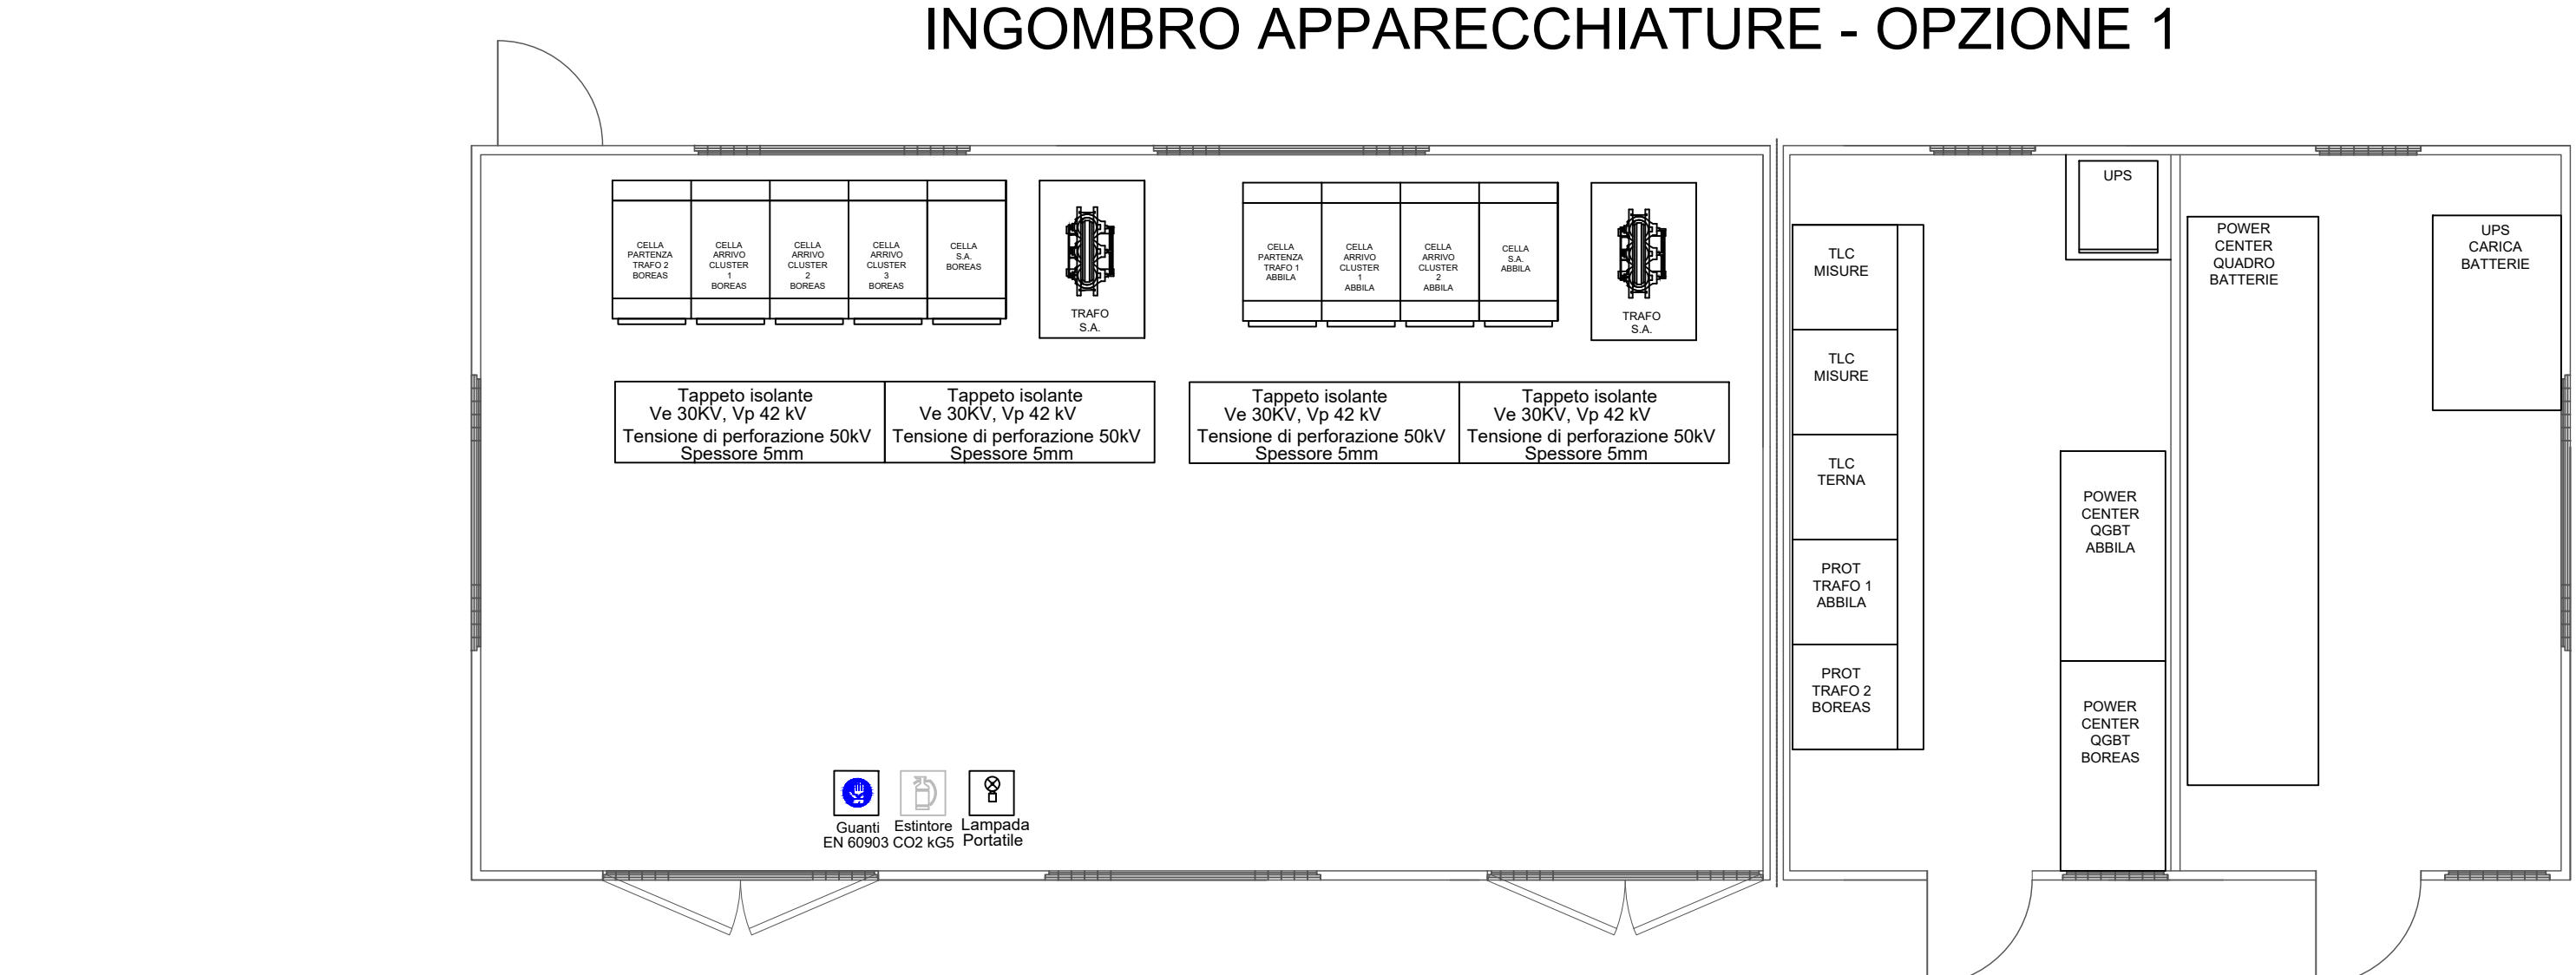 INGOMBRO APPARECCHIATURE - OPZIONE 1
CELLA
PARTENZA
TRAFO 2
BOREAS
CELLA
ARRIVO
CLUSTER
1
BOREAS
CELLA
ARRIVO
CLUSTER
2
BOREAS
CELLA
ARRIVO
CLUSTER
3
BOREAS
CELLA
S.A.
BOREAS
TRAFO
S.A.
CELLA
PARTENZA
TRAFO 1
ABBILA
CELLA
ARRIVO
CLUSTER
1
ABBILA
CELLA
ARRIVO
CLUSTER
2
ABBILA
CELLA
S.A.
ABBILA
TRAFO
S.A.
Tappeto isolante
Ve 30KV, Vp 42 kV
Tensione di perforazione 50kV
Spessore 5mm
Tappeto isolante
Ve 30KV, Vp 42 kV
Tensione di perforazione 50kV
Spessore 5mm
Tappeto isolante
Ve 30KV, Vp 42 kV
Tensione di perforazione 50kV
Spessore 5mm
Tappeto isolante
Ve 30KV, Vp 42 kV
Tensione di perforazione 50kV
Spessore 5mm
Guanti
EN 60903
Estintore
CO2 kG5
Lampada
Portatile
TLC
MISURE
TLC
MISURE
TLC
TERNA
PROT
TRAFO 1
ABBILA
PROT
TRAFO 2
BOREAS
UPS
POWER
CENTER
QGBT
ABBILA
POWER
CENTER
QGBT
BOREAS
POWER
CENTER
QUADRO
BATTERIE
UPS
CARICA
BATTERIE